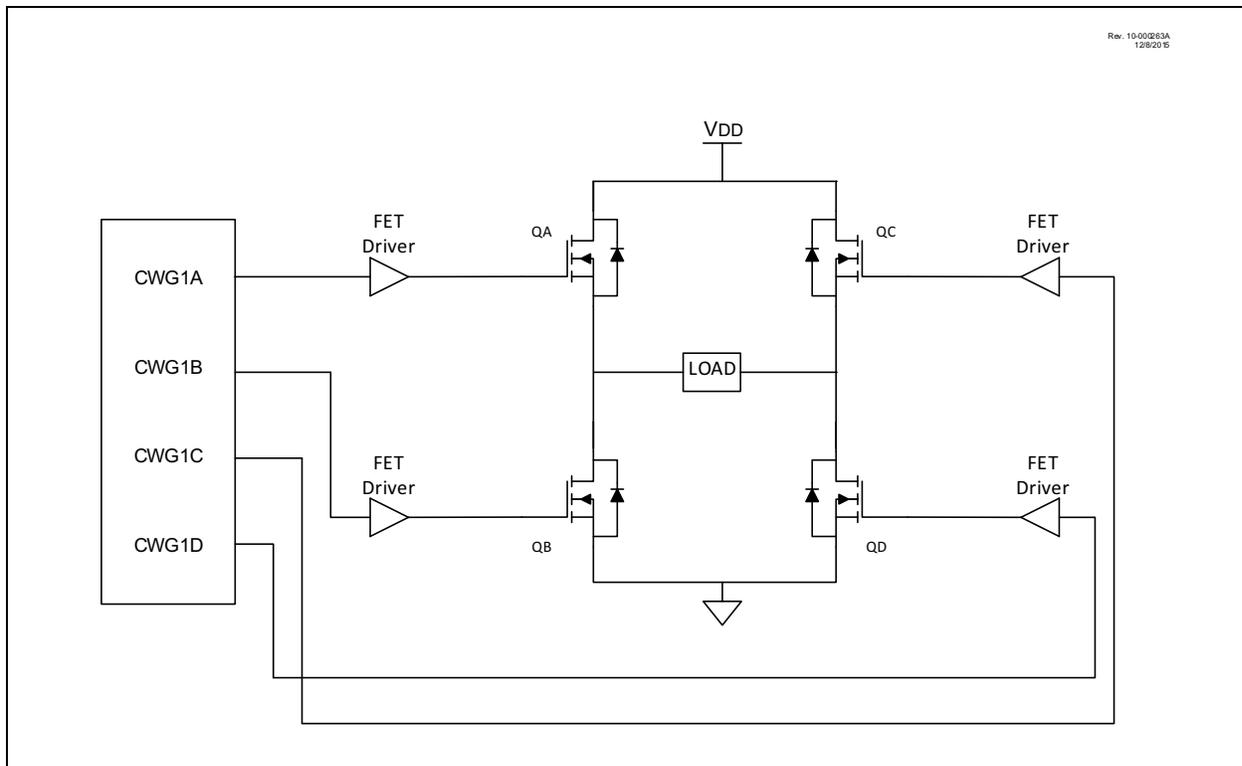 Rev. 10-000263A
12/8/2015
VDD
FET
Driver
QA
QC
FET
Driver
CWG1A
CWG1B
LOAD
CWG1C
FET
Driver
FET
Driver
CWG1D
QB
QD